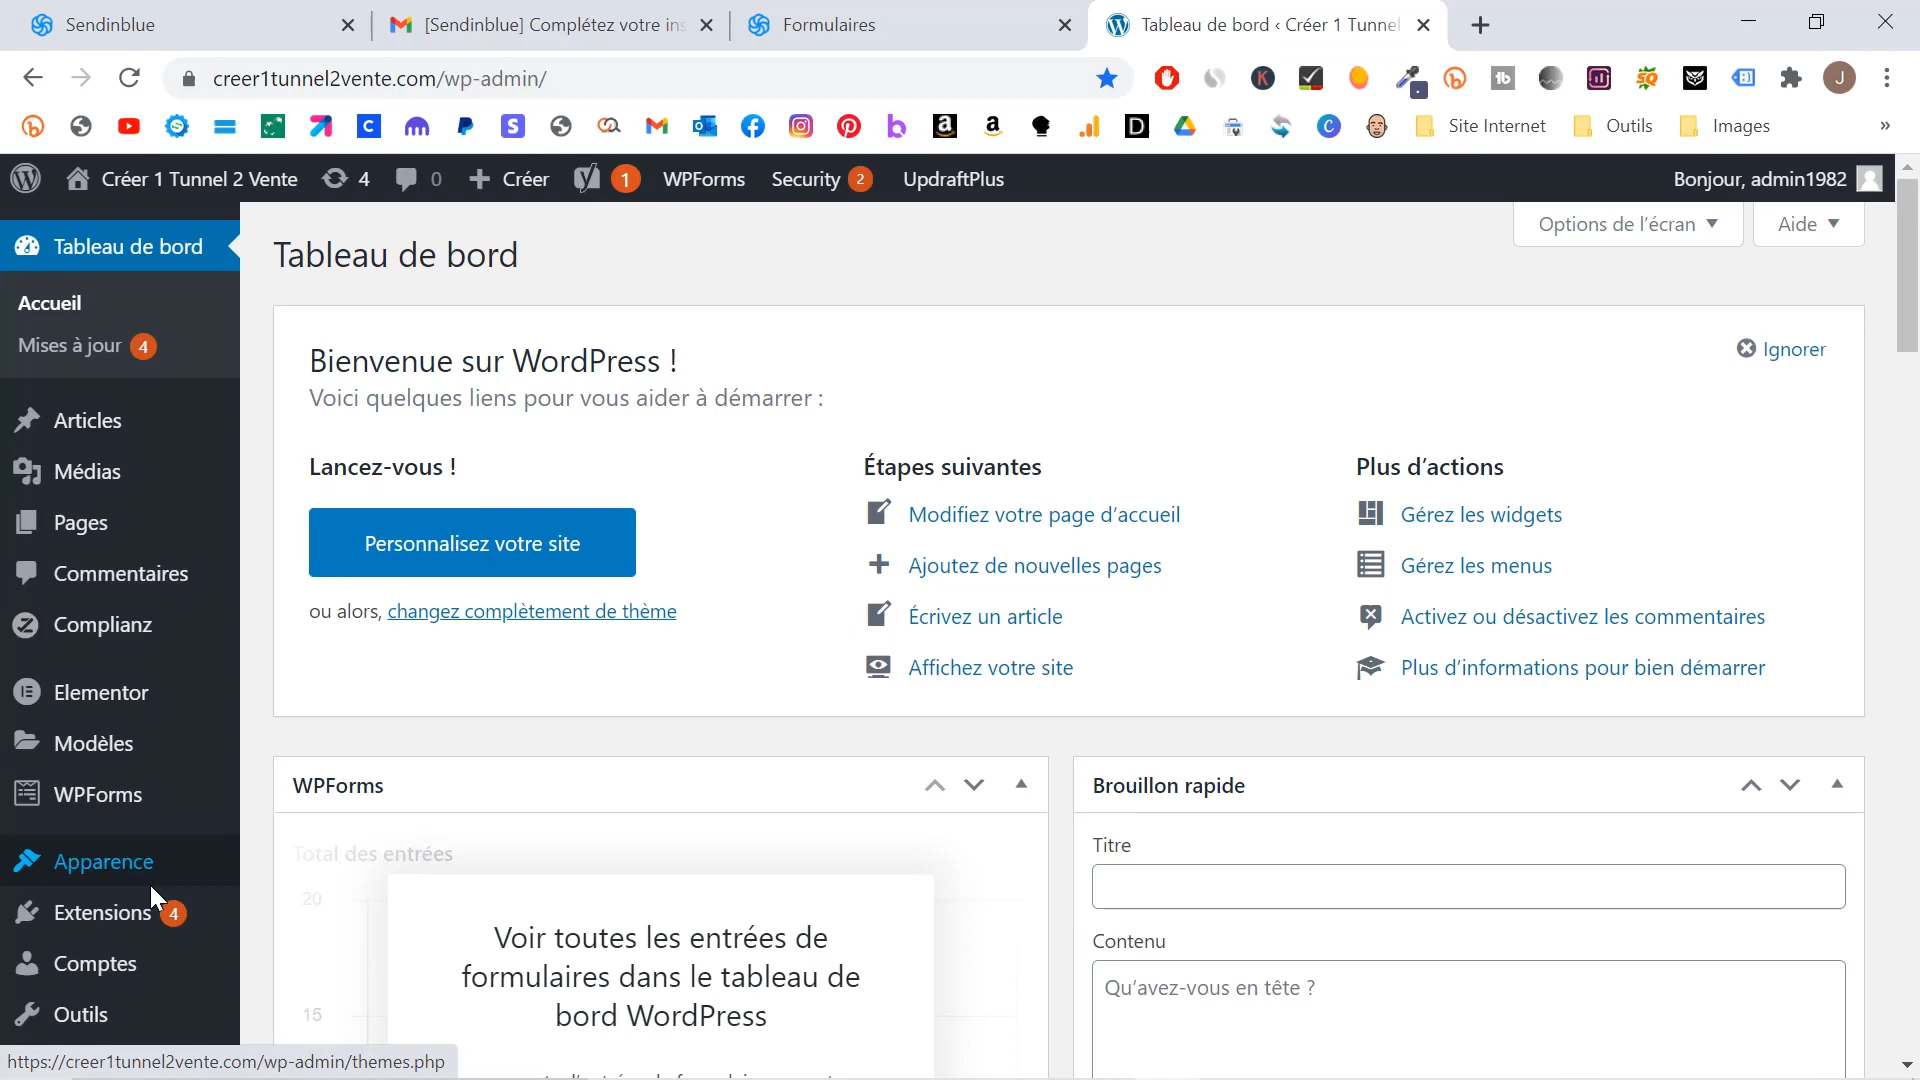 Sendinblue
[Sendinblue] Complétez votre ins
Formulaires
Tableau de bord ‹ Créer 1 Tunnel
creer1tunnel2vente.com/wp-admin/
J
Site Internet
Outils
Images
»
Créer 1 Tunnel 2 Vente
4
0
Créer
1
WPForms
Security 2
UpdraftPlus
Bonjour, admin1982
Tableau de bord
Accueil
Mises à jour 4
Articles
Médias
Pages
Commentaires
Complianz
Elementor
Modèles
WPForms
Apparence
Extensions 4
Comptes
Outils
https://creer1tunnel2vente.com/wp-admin/themes.php
Options de l’écran
Aide
Tableau de bord
Bienvenue sur WordPress !
Voici quelques liens pour vous aider à démarrer :
Ignorer
Lancez-vous !
Personnalisez votre site
ou alors, changez complètement de thème
Étapes suivantes
Modifiez votre page d’accueil
Ajoutez de nouvelles pages
Écrivez un article
Affichez votre site
Plus d’actions
Gérez les widgets
Gérez les menus
Activez ou désactivez les commentaires
Plus d’informations pour bien démarrer
WPForms
Total des entrées
20
15
Voir toutes les entrées de
formulaires dans le tableau de
bord WordPress
Brouillon rapide
Titre
Contenu
Qu’avez-vous en tête ?